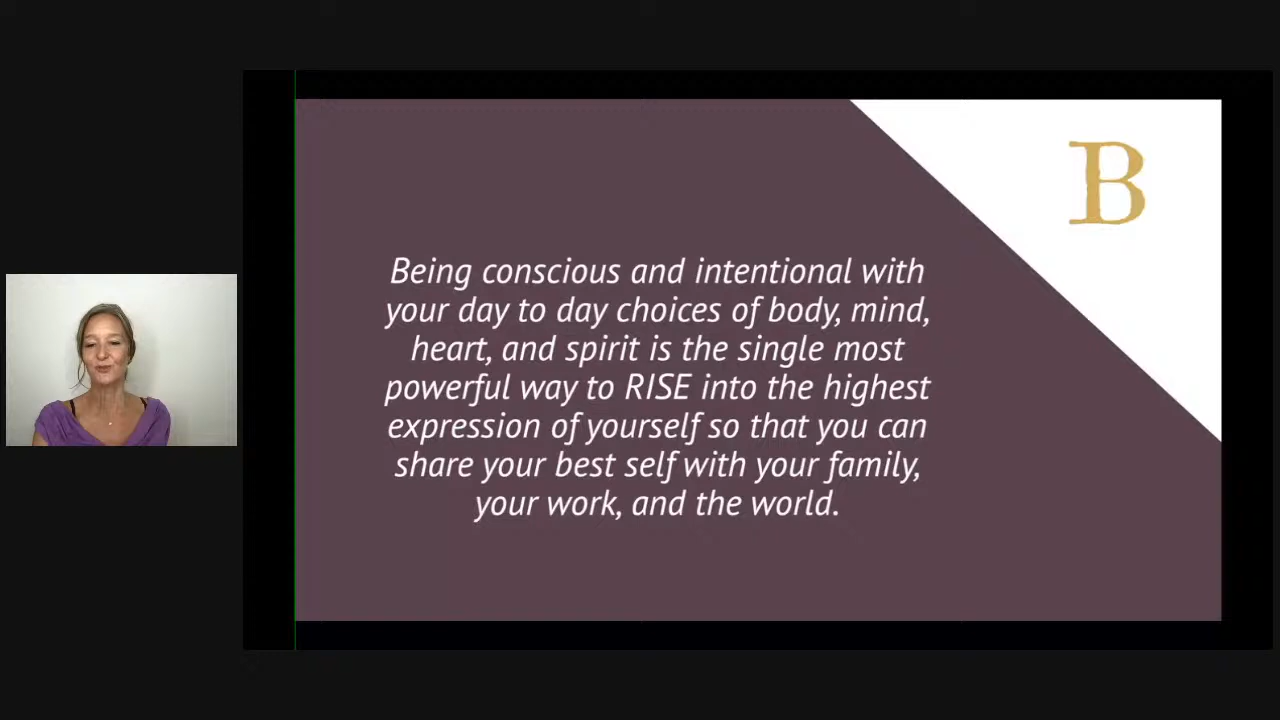 B
Being conscious and intentional with
your day to day choices of body, mind,
heart, and spirit is the single most
powerful way to RISE into the highest
expression of yourself so that you can
share your best self with your family,
your work, and the world.